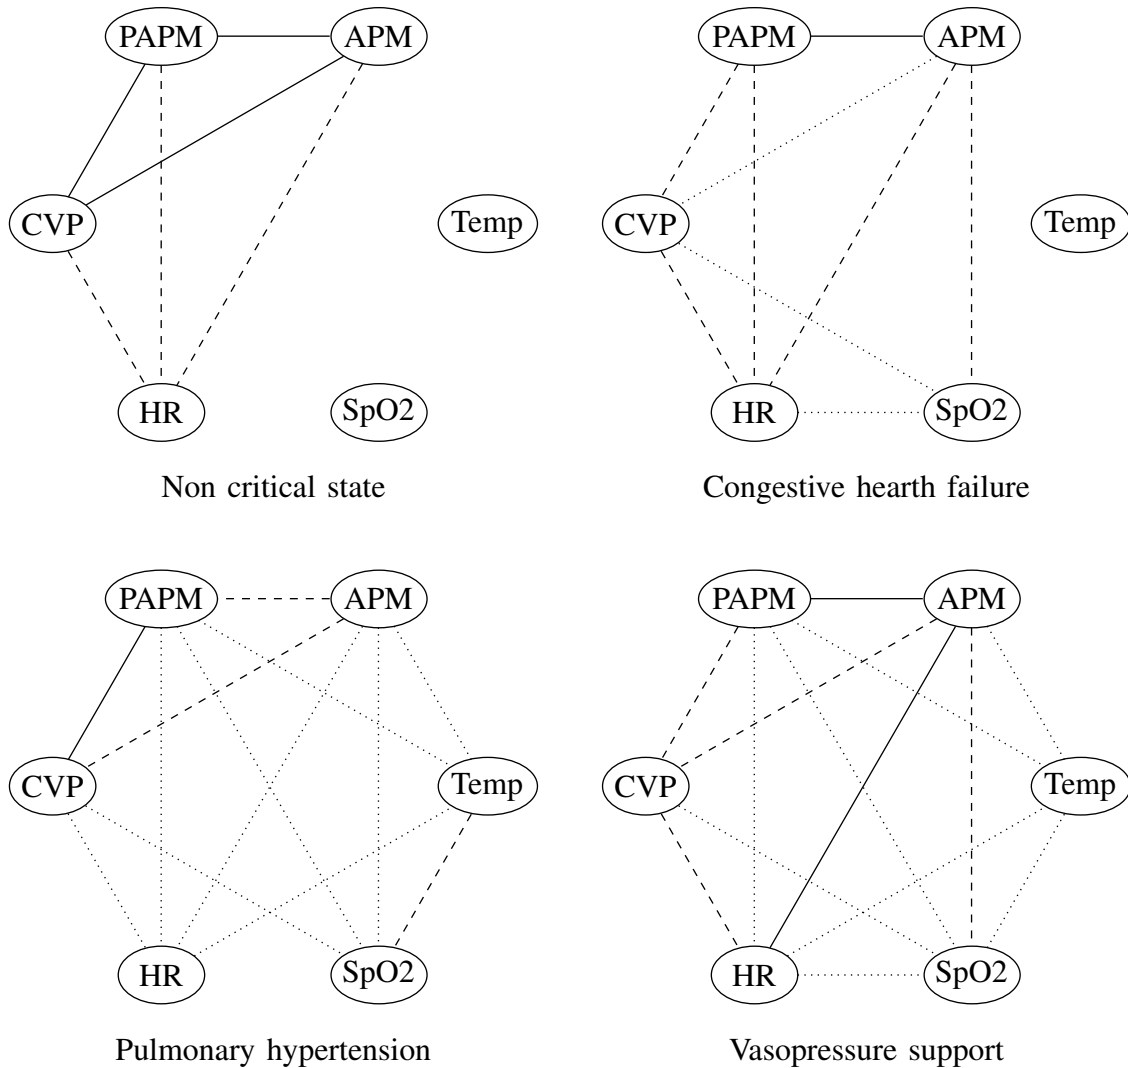 PAPM APM
CVP Temp
HR SpO2
Non critical state
PAPM APM
CVP Temp
HR SpO2
Congestive hearth failure
PAPM APM
CVP Temp
HR SpO2
Pulmonary hypertension
PAPM APM
CVP Temp
HR SpO2
Vasopressure support